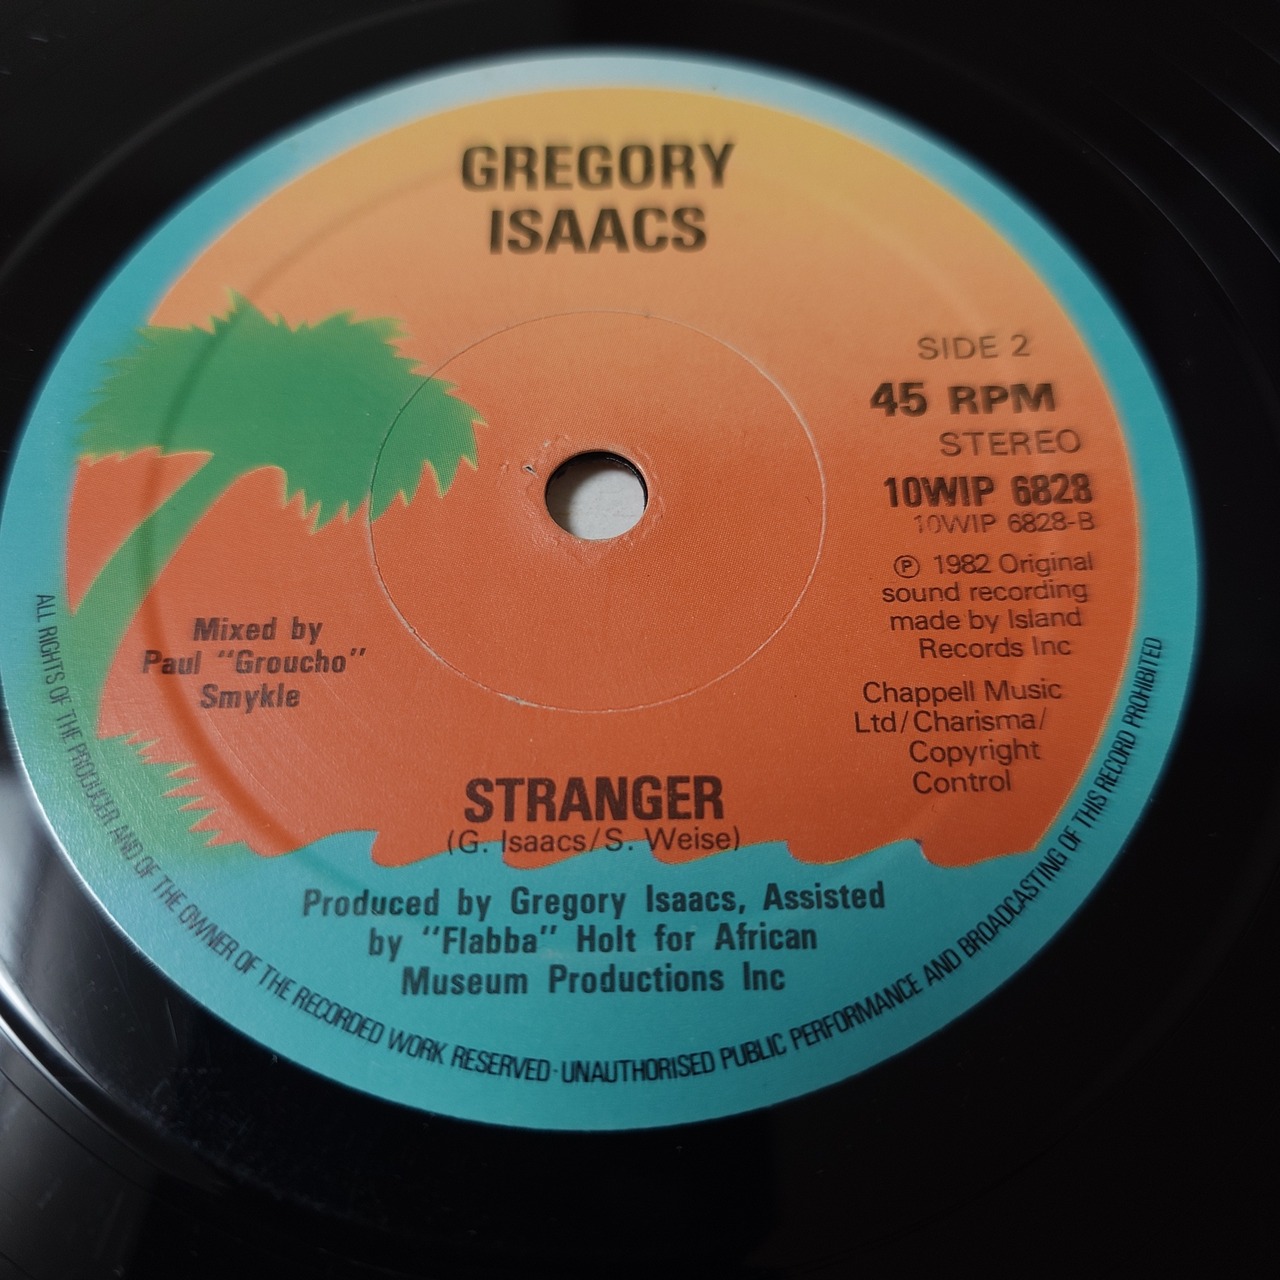 GREGORY
ISAACS
SIDE 2
45 RPM
STEREO
10WIP 6828
10WIP 6828-B
℗ 1982 Original
sound recording
made by Island
Records Inc
Chappell Music
Ltd/Charisma/
Copyright
Control
Mixed by
Paul "Groucho"
Smykle
STRANGER
(G. Isaacs/S. Weise)
Produced by Gregory Isaacs, Assisted
by "Flabba" Holt for African
Museum Productions Inc
ALL RIGHTS OF THE PRODUCER AND OF THE OWNER OF THE RECORDED WORK RESERVED · UNAUTHORISED PUBLIC PERFORMANCE AND BROADCASTING OF THIS RECORD PROHIBITED